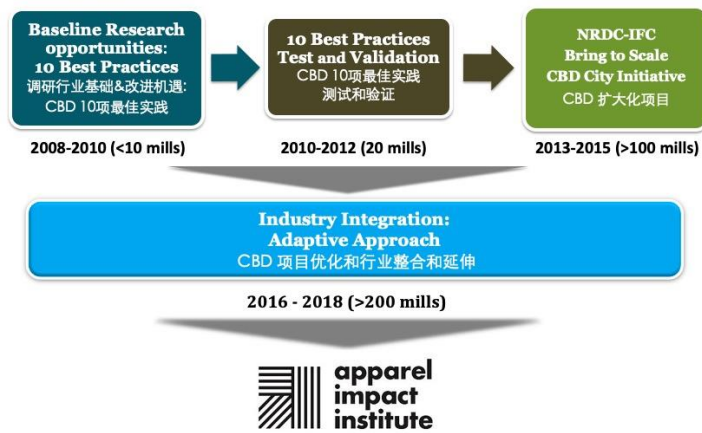 Baseline Research
opportunities:
10 Best Practices
调研行业基础&改进机遇:
CBD 10项最佳实践
2008-2010 (<10 mills)
10 Best Practices
Test and Validation
CBD 10项最佳实践
测试和验证
2010-2012 (20 mills)
NRDC-IFC
Bring to Scale
CBD City Initiative
CBD 扩大化项目
2013-2015 (>100 mills)
Industry Integration:
Adaptive Approach
CBD 项目优化和行业整合和延伸
2016 - 2018 (>200 mills)
apparel
impact
institute